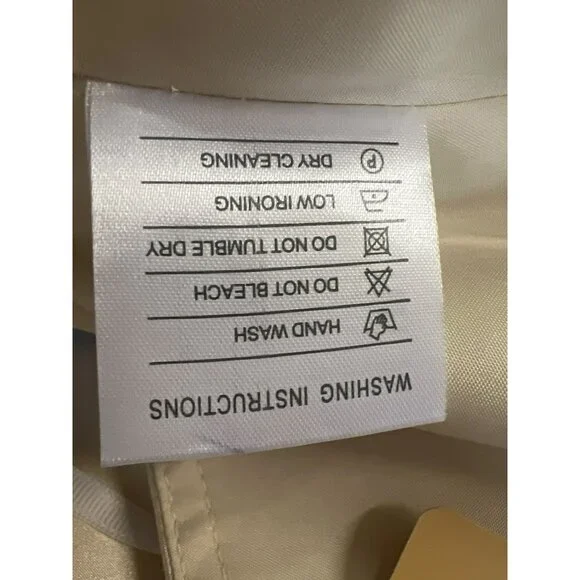 WASHING INSTRUCTIONS
HAND WASH
DO NOT BLEACH
DO NOT TUMBLE DRY
LOW IRONING
P DRY CLEANING